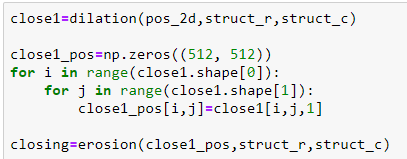 close1=dilation(pos_2d,struct_r,struct_c)
close1_pos=np.zeros((512, 512))
for i in range(close1.shape[0]):
    for j in range(close1.shape[1]):
        close1_pos[i,j]=close1[i,j,1]
closing=erosion(close1_pos,struct_r,struct_c)